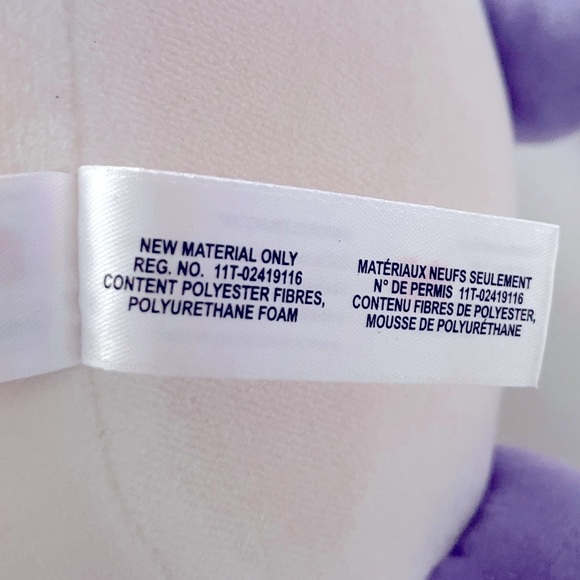 NEW MATERIAL ONLY
REG. NO. 11T-02419116
CONTENT POLYESTER FIBRES,
POLYURETHANE FOAM
MATÉRIAUX NEUFS SEULEMENT
N° DE PERMIS 11T-02419116
CONTENU FIBRES DE POLYESTER,
MOUSSE DE POLYURÉTHANE